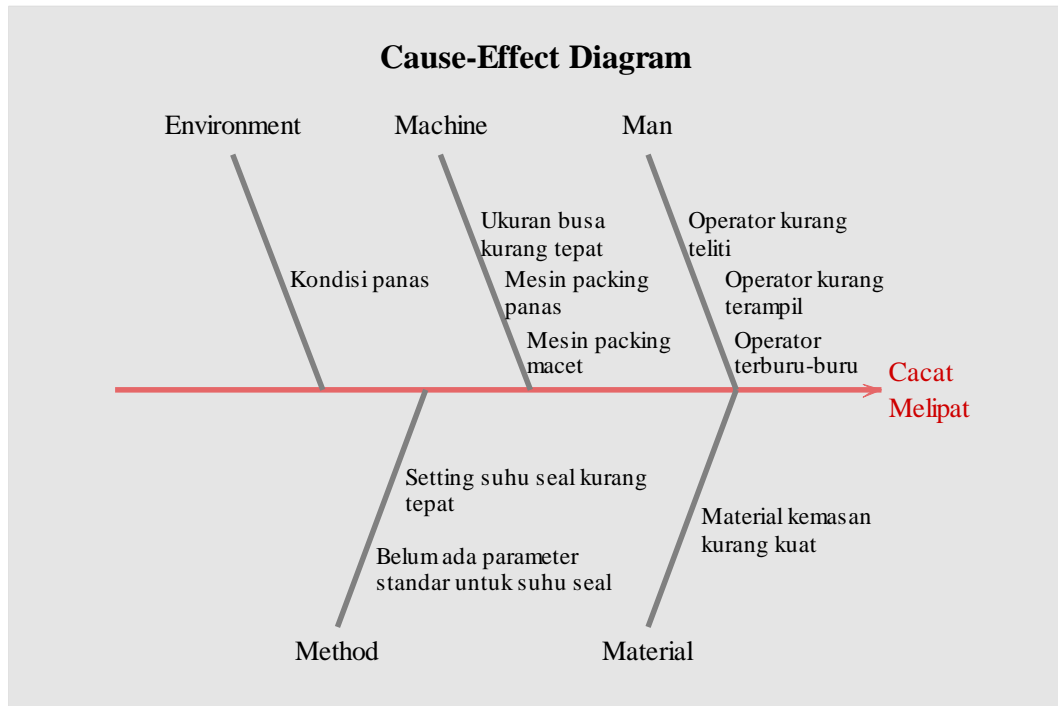 Cause-Effect Diagram
Environment
Machine
Man
Ukuran busa
kurang tepat
Operator kurang
teliti
Kondisi panas
Mesin packing
panas
Operator kurang
terampil
Mesin packing
macet
Operator
terburu-buru
Cacat
Melipat
Setting suhu seal kurang
tepat
Material kemasan
kurang kuat
Belum ada parameter
standar untuk suhu seal
Method
Material